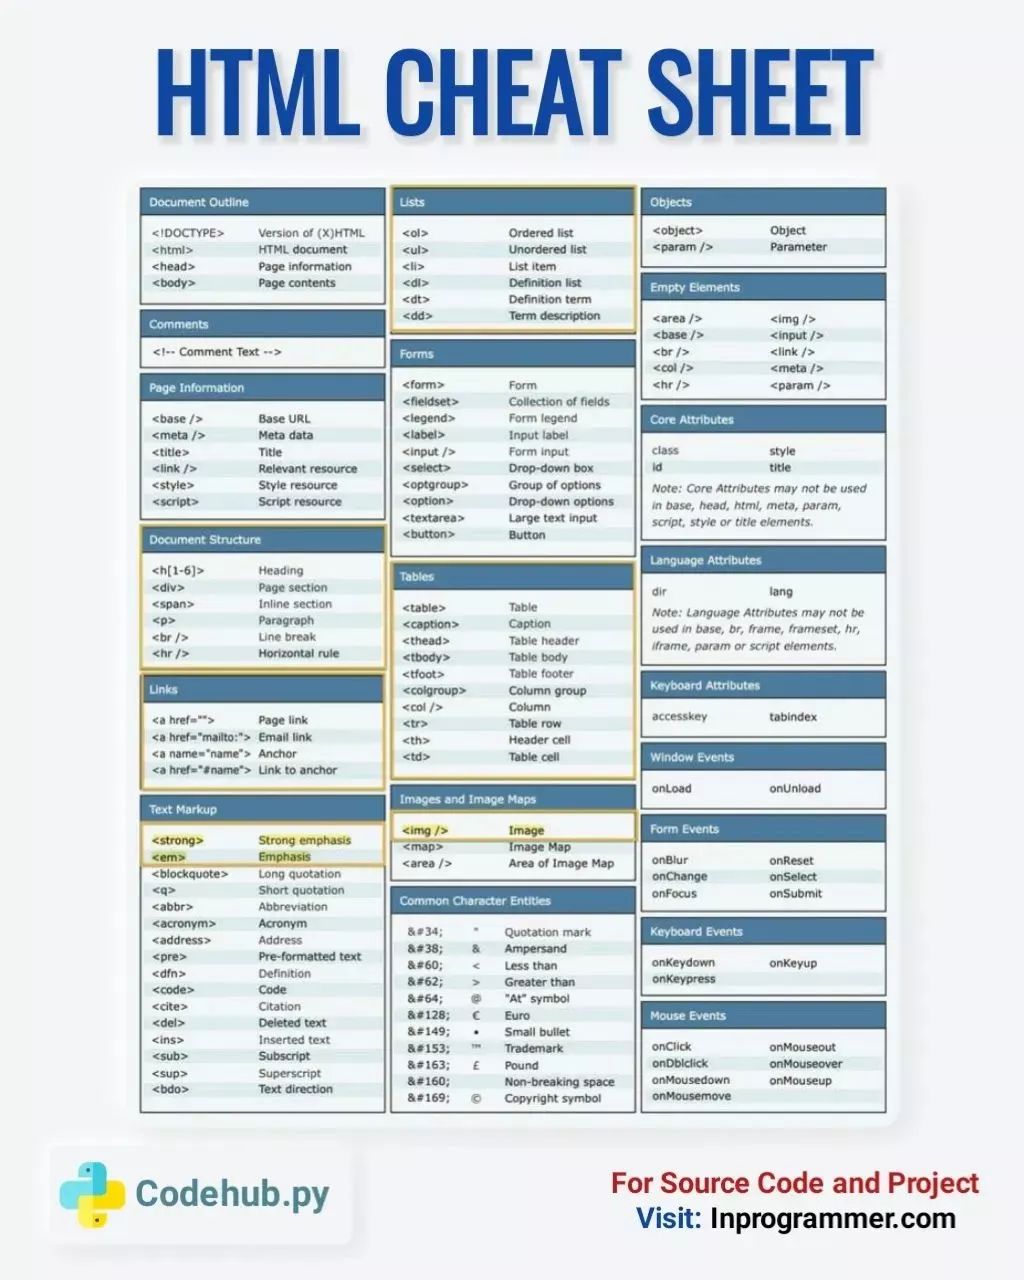 HTML CHEAT SHEET
Document Outline
<!DOCTYPE> Version of (X)HTML
<html> HTML document
<head> Page information
<body> Page contents
Comments
<!-- Comment Text -->
Page Information
<base /> Base URL
<meta /> Meta data
<title> Title
<link /> Relevant resource
<style> Style resource
<script> Script resource
Document Structure
<h[1-6]> Heading
<div> Page section
<span> Inline section
<p> Paragraph
<br /> Line break
<hr /> Horizontal rule
Links
<a href=""> Page link
<a href="mailto:"> Email link
<a name="name"> Anchor
<a href="#name"> Link to anchor
Text Markup
<strong> Strong emphasis
<em> Emphasis
<blockquote> Long quotation
<q> Short quotation
<abbr> Abbreviation
<acronym> Acronym
<address> Address
<pre> Pre-formatted text
<dfn> Definition
<code> Code
<cite> Citation
<del> Deleted text
<ins> Inserted text
<sub> Subscript
<sup> Superscript
<bdo> Text direction
Lists
<ol> Ordered list
<ul> Unordered list
<li> List item
<dl> Definition list
<dt> Definition term
<dd> Term description
Forms
<form> Form
<fieldset> Collection of fields
<legend> Form legend
<label> Input label
<input /> Form input
<select> Drop-down box
<optgroup> Group of options
<option> Drop-down options
<textarea> Large text input
<button> Button
Tables
<table> Table
<caption> Caption
<thead> Table header
<tbody> Table body
<tfoot> Table footer
<colgroup> Column group
<col /> Column
<tr> Table row
<th> Header cell
<td> Table cell
Images and Image Maps
<img /> Image
<map> Image Map
<area /> Area of Image Map
Common Character Entities
&#34; " Quotation mark
&#38; & Ampersand
&#60; < Less than
&#62; > Greater than
&#64; @ "At" symbol
&#128; € Euro
&#149; • Small bullet
&#153; ™ Trademark
&#163; £ Pound
&#160; Non-breaking space
&#169; © Copyright symbol
Objects
<object> Object
<param /> Parameter
Empty Elements
<area /> <img />
<base /> <input />
<br /> <link />
<col /> <meta />
<hr /> <param />
Core Attributes
class style
id title
Note: Core Attributes may not be used
in base, head, html, meta, param,
script, style or title elements.
Language Attributes
dir lang
Note: Language Attributes may not be
used in base, br, frame, frameset, hr,
iframe, param or script elements.
Keyboard Attributes
accesskey tabindex
Window Events
onLoad onUnload
Form Events
onBlur onReset
onChange onSelect
onFocus onSubmit
Keyboard Events
onKeydown onKeyup
onKeypress
Mouse Events
onClick onMouseout
onDblclick onMouseover
onMousedown onMouseup
onMousemove
Codehub.py
For Source Code and Project
Visit: Inprogrammer.com